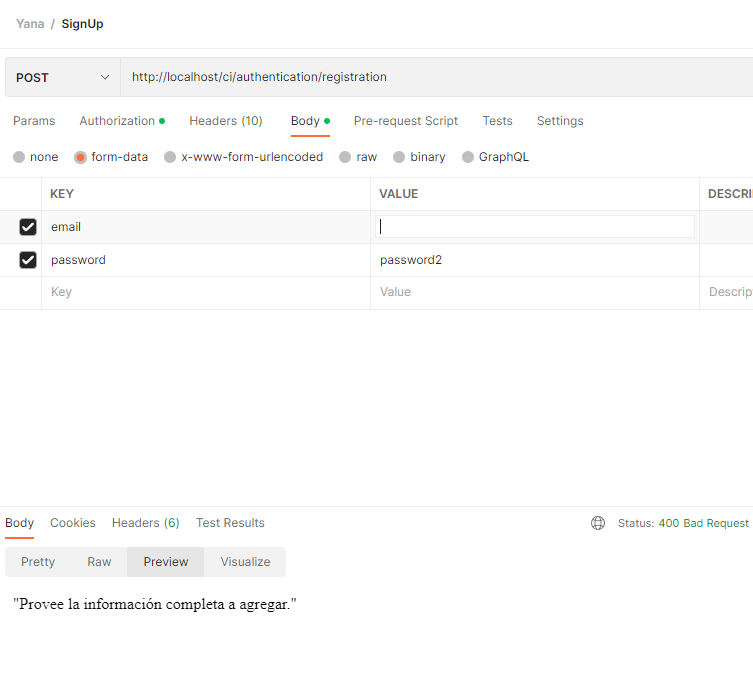 Yana / SignUp
POST http://localhost/ci/authentication/registration
Params Authorization Headers (10) Body Pre-request Script Tests Settings
none form-data x-www-form-urlencoded raw binary GraphQL
KEY VALUE DESCRI
email
password password2
Key Value Descrip
Body Cookies Headers (6) Test Results Status: 400 Bad Request
Pretty Raw Preview Visualize
"Provee la información completa a agregar."